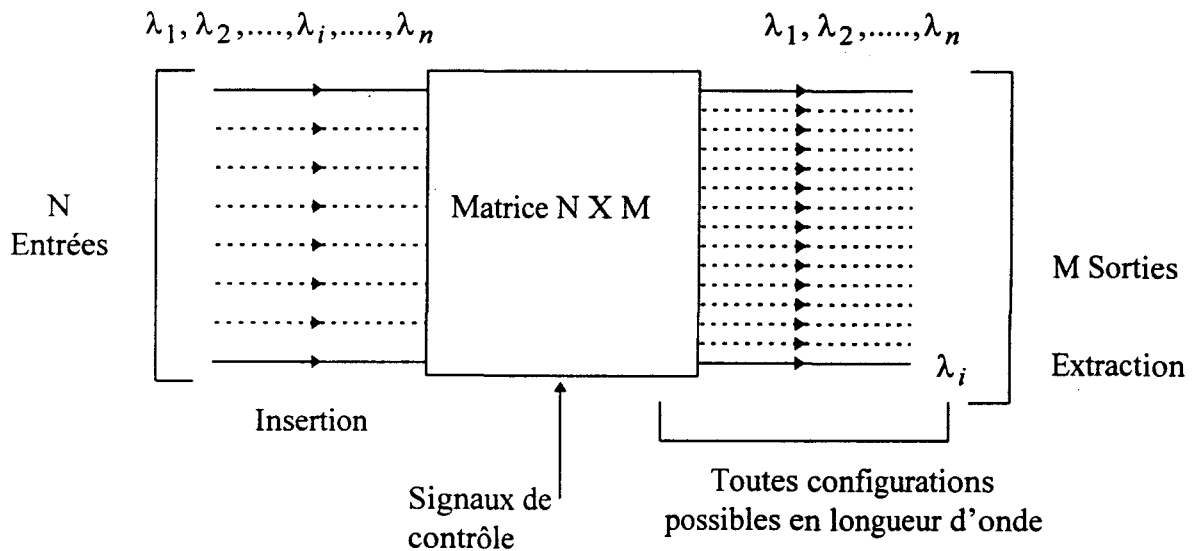 λ1, λ2,....,λi,.....,λn
λ1, λ2,.....,λn
N
Entrées
Matrice N X M
M Sorties
λi
Extraction
Insertion
Signaux de
contrôle
Toutes configurations
possibles en longueur d'onde